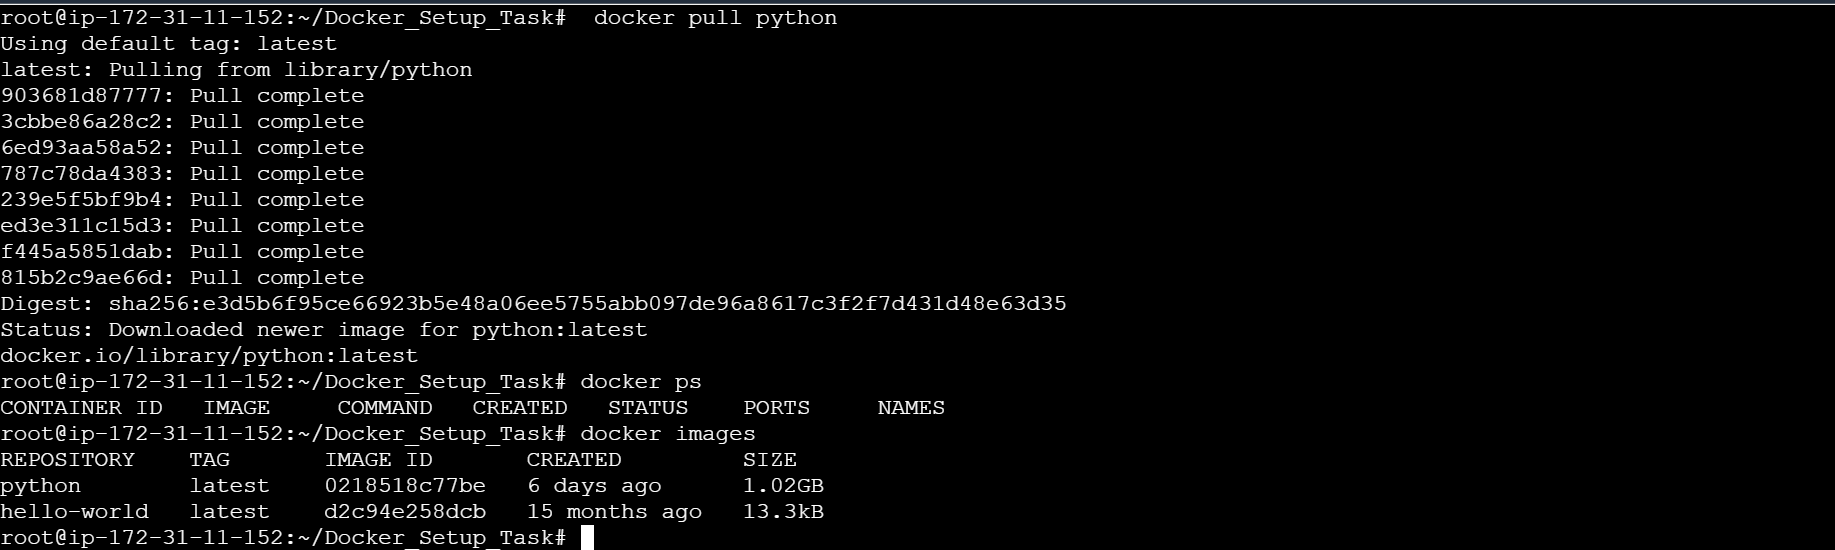 root@ip-172-31-11-152:~/Docker_Setup_Task#  docker pull python
Using default tag: latest
latest: Pulling from library/python
903681d87777: Pull complete
3cbbe86a28c2: Pull complete
6ed93aa58a52: Pull complete
787c78da4383: Pull complete
239e5f5bf9b4: Pull complete
ed3e311c15d3: Pull complete
f445a5851dab: Pull complete
815b2c9ae66d: Pull complete
Digest: sha256:e3d5b6f95ce66923b5e48a06ee5755abb097de96a8617c3f2f7d431d48e63d35
Status: Downloaded newer image for python:latest
docker.io/library/python:latest
root@ip-172-31-11-152:~/Docker_Setup_Task# docker ps
CONTAINER ID   IMAGE     COMMAND   CREATED   STATUS    PORTS     NAMES
root@ip-172-31-11-152:~/Docker_Setup_Task# docker images
REPOSITORY    TAG       IMAGE ID       CREATED         SIZE
python        latest    0218518c77be   6 days ago      1.02GB
hello-world   latest    d2c94e258dcb   15 months ago   13.3kB
root@ip-172-31-11-152:~/Docker_Setup_Task#